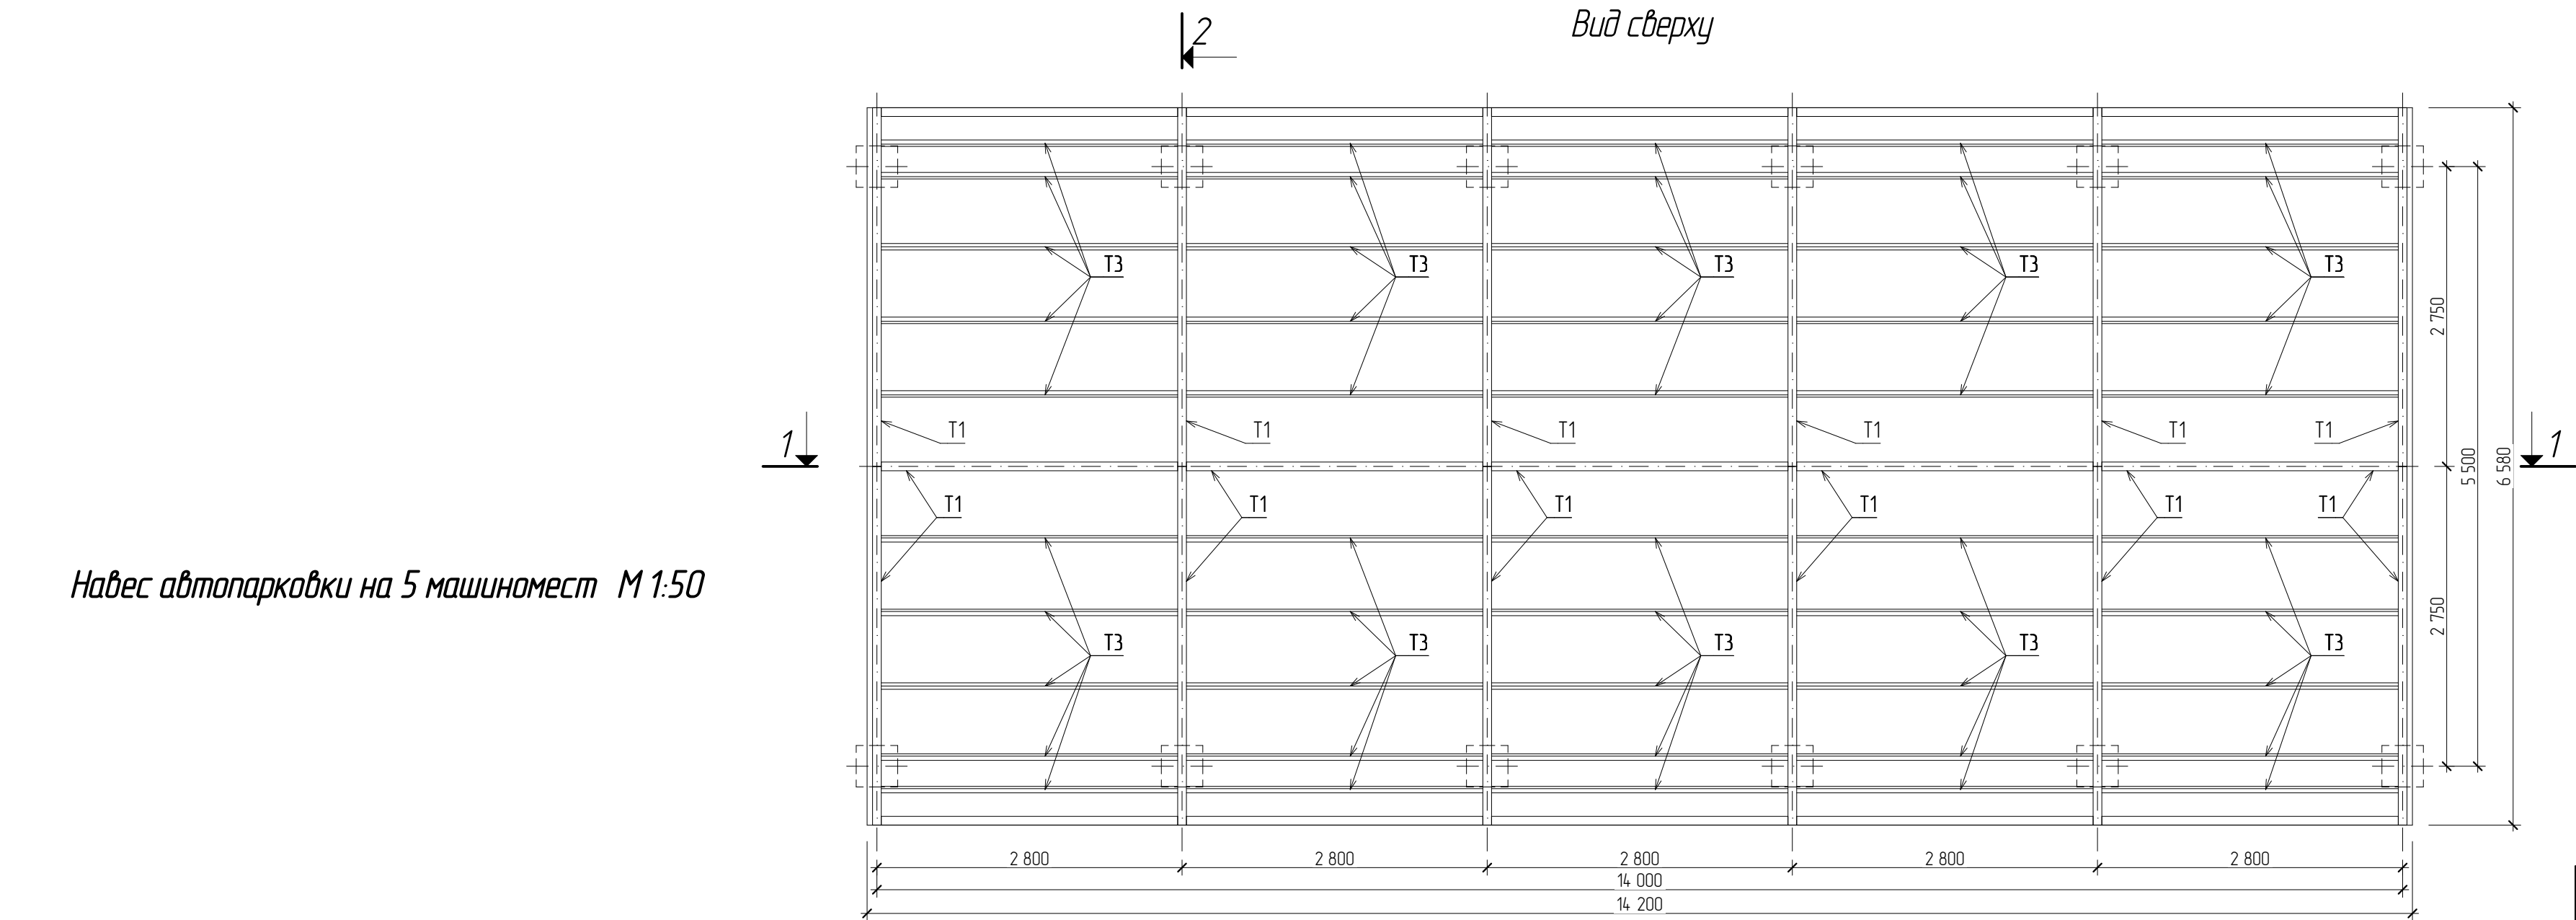 2
Вид сверху
Т3 Т3 Т3 Т3 Т3
2 750
Т1 Т1 Т1 Т1 Т1 Т1
1
1
5 500
6 580
Т1 Т1 Т1 Т1 Т1 Т1
Навес автопарковки на 5 машиномест М 1:50
2 750
Т3 Т3 Т3 Т3 Т3
2 800 2 800 2 800 2 800 2 800
14 000
14 200